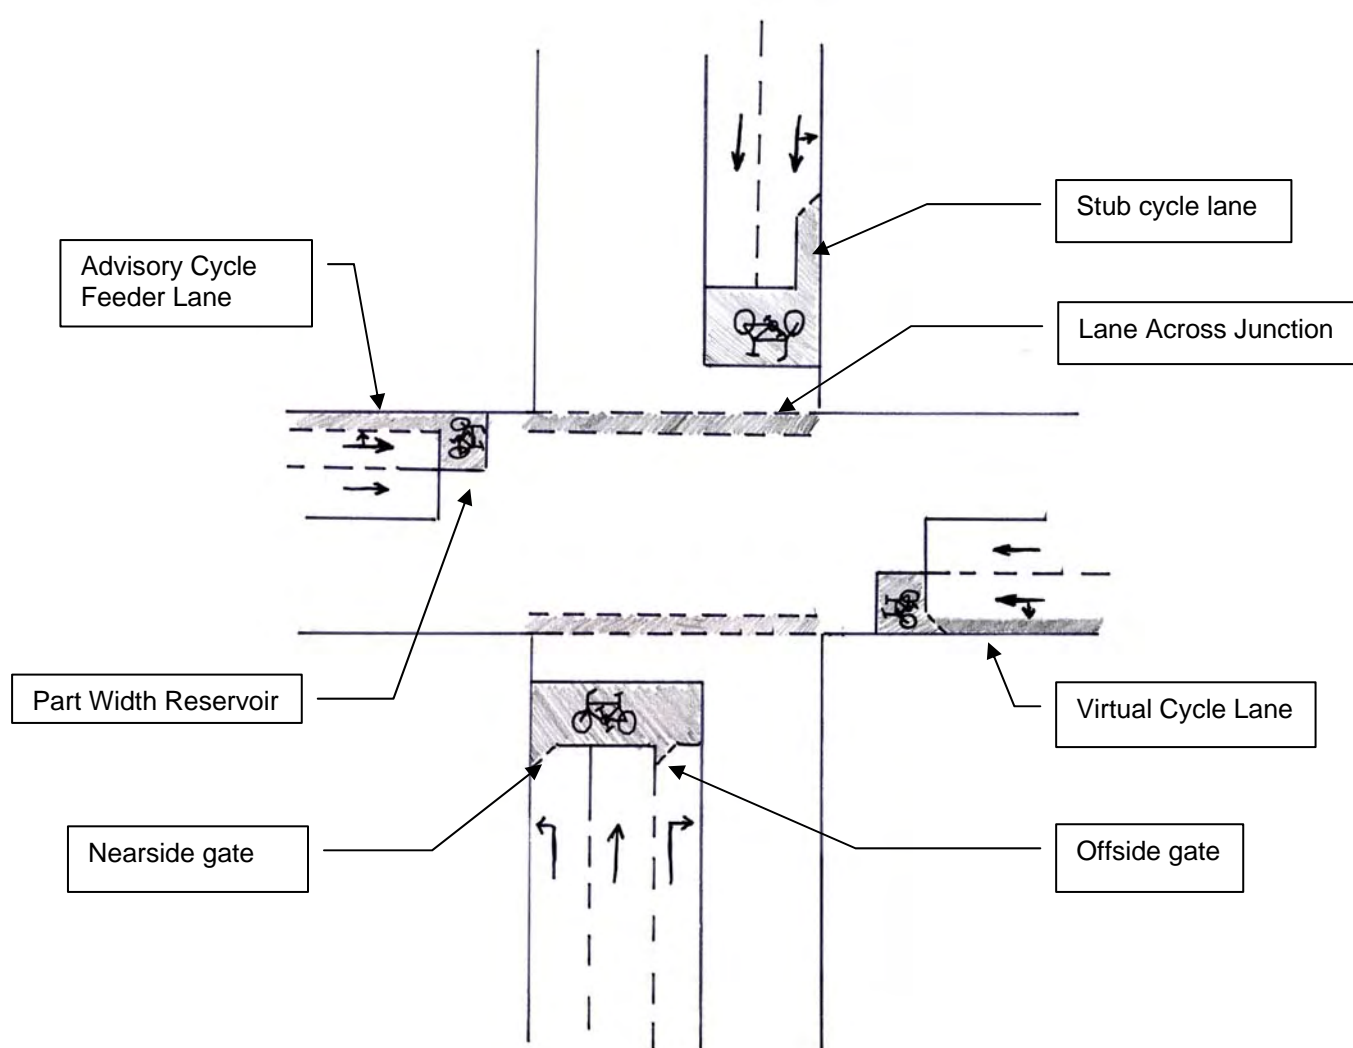 Stub cycle lane
Advisory Cycle
Feeder Lane
Lane Across Junction
Part Width Reservoir
Virtual Cycle Lane
Nearside gate
Offside gate